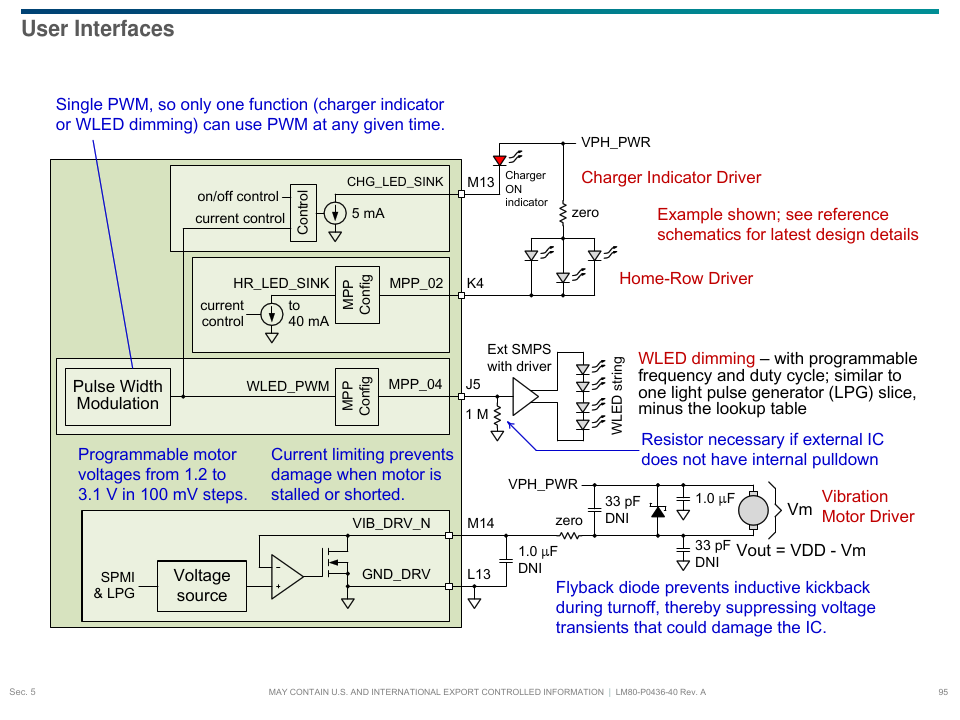 User Interfaces
Single PWM, so only one function (charger indicator
or WLED dimming) can use PWM at any given time.
VPH_PWR
CHG_LED_SINK
M13
Charger
ON
indicator
Charger Indicator Driver
on/off control
current control
Control
5 mA
zero
Example shown; see reference
schematics for latest design details
HR_LED_SINK
MPP
Config
MPP_02
K4
Home-Row Driver
current
control
to
40 mA
Ext SMPS
with driver
WLED string
WLED dimming – with programmable
frequency and duty cycle; similar to
one light pulse generator (LPG) slice,
minus the lookup table
Pulse Width
Modulation
WLED_PWM
MPP
Config
MPP_04
J5
1 M
Resistor necessary if external IC
does not have internal pulldown
Programmable motor
voltages from 1.2 to
3.1 V in 100 mV steps.
Current limiting prevents
damage when motor is
stalled or shorted.
VPH_PWR
33 pF
DNI
1.0 µF
Vm
Vibration
Motor Driver
VIB_DRV_N
M14
zero
1.0 µF
DNI
33 pF
DNI
Vout = VDD - Vm
SPMI
& LPG
Voltage
source
-
+
GND_DRV
L13
Flyback diode prevents inductive kickback
during turnoff, thereby suppressing voltage
transients that could damage the IC.
Sec. 5
MAY CONTAIN U.S. AND INTERNATIONAL EXPORT CONTROLLED INFORMATION | LM80-P0436-40 Rev. A
95